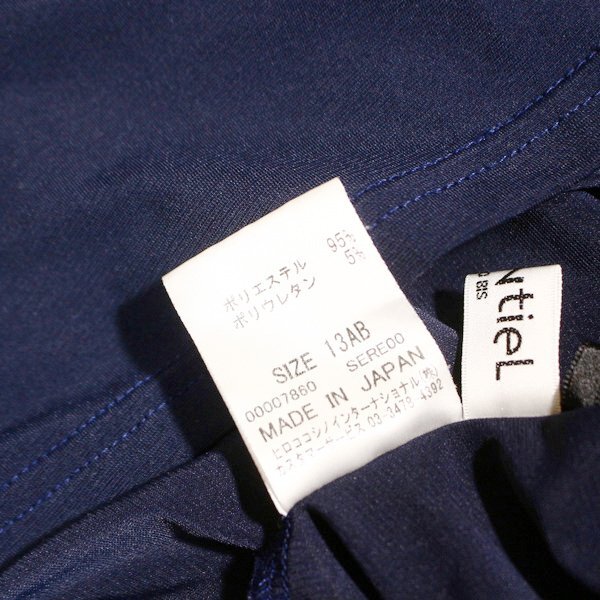 ポリエステル 95%
ポリウレタン 5%
SIZE 13AB
00007860 SERE00
MADE IN JAPAN
ヒロココシノインターナショナル(株)
カスタマーサービス 03-3478-4392
ntieL
BIS